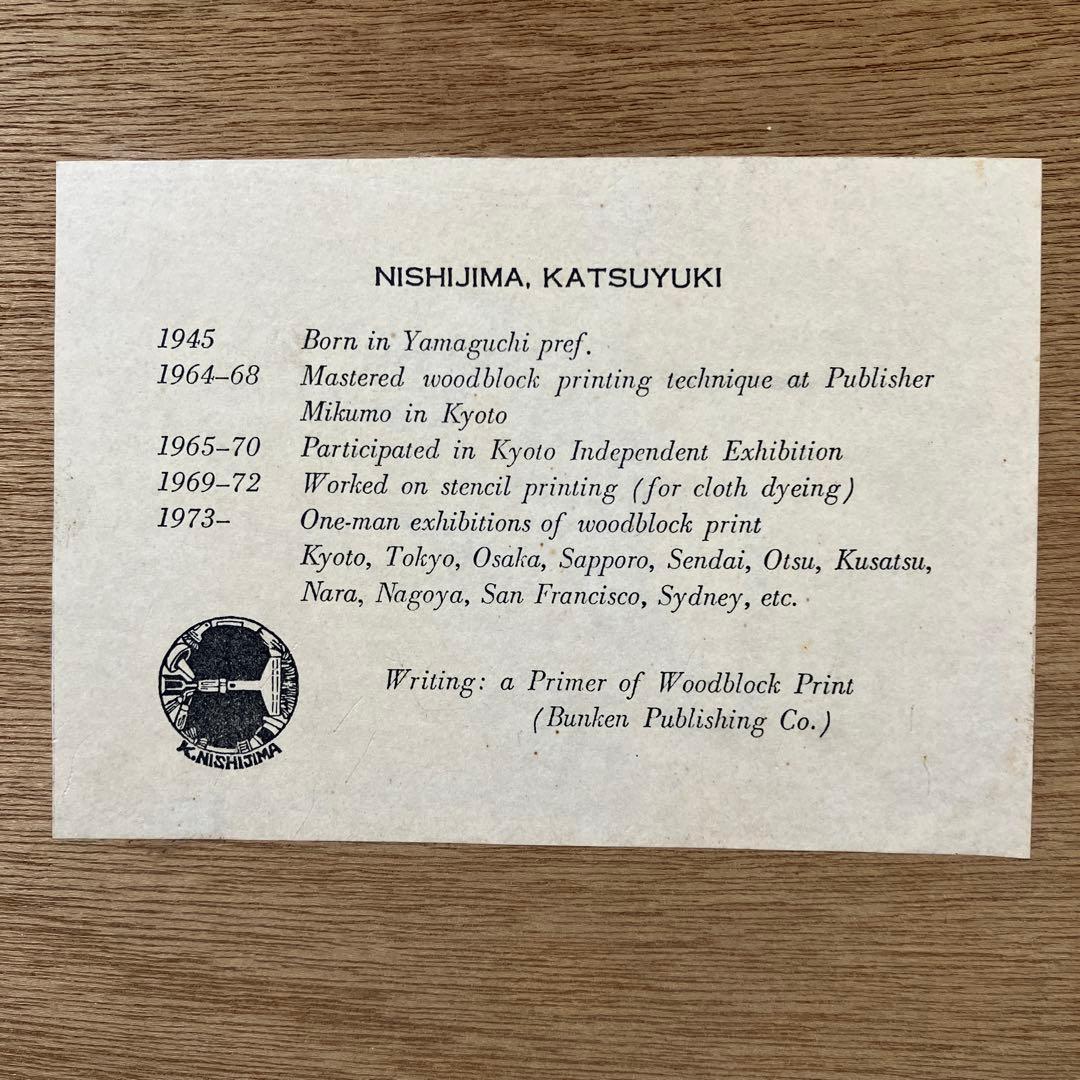 NISHIJIMA, KATSUYUKI
1945 Born in Yamaguchi pref.
1964–68 Mastered woodblock printing technique at Publisher
Mikumo in Kyoto
1965–70 Participated in Kyoto Independent Exhibition
1969–72 Worked on stencil printing (for cloth dyeing)
1973– One-man exhibitions of woodblock print
Kyoto, Tokyo, Osaka, Sapporo, Sendai, Otsu, Kusatsu,
Nara, Nagoya, San Francisco, Sydney, etc.
Writing: a Primer of Woodblock Print
(Bunken Publishing Co.)
K.NISHIJIMA